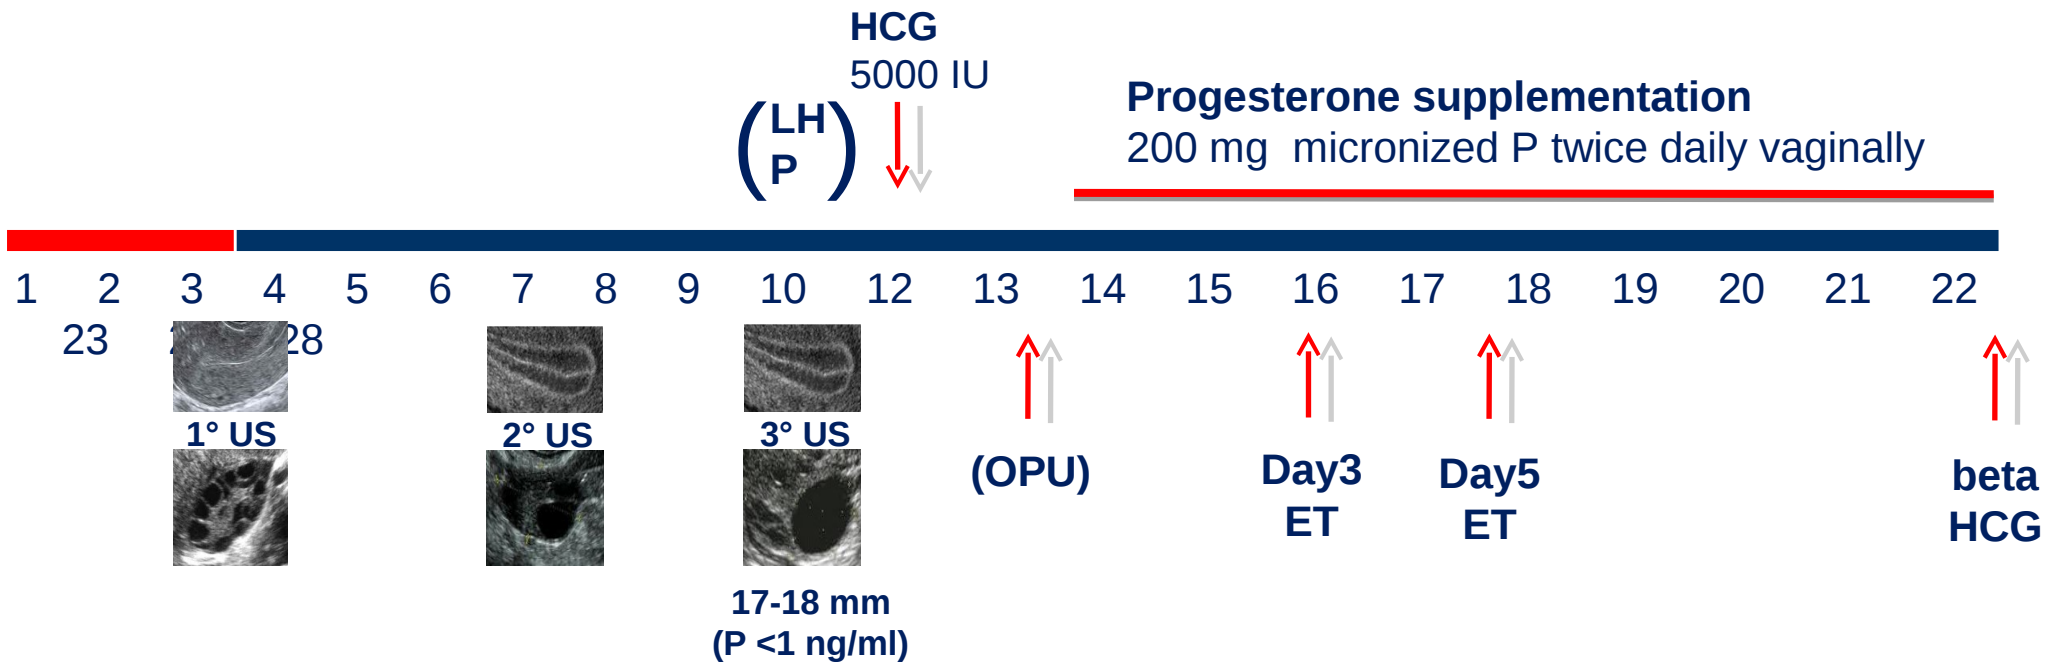 HCG
5000 IU
(LH
P)
Progesterone supplementation
200 mg micronized P twice daily vaginally
1 2 3 4 5 6 7 8 9 10 12 13 14 15 16 17 18 19 20 21 22
23 28
1° US
2° US
3° US
17-18 mm
(P <1 ng/ml)
(OPU)
Day3
ET
Day5
ET
beta
HCG